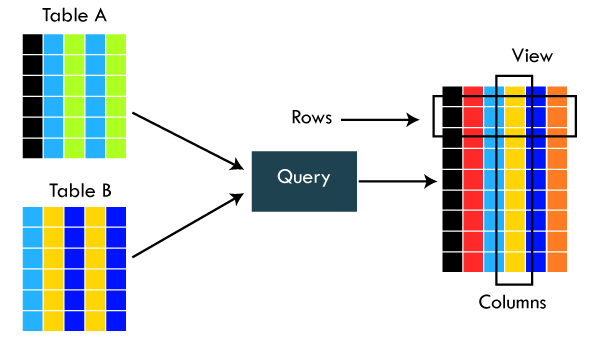 Table A
View
Rows
Query
Table B
Columns